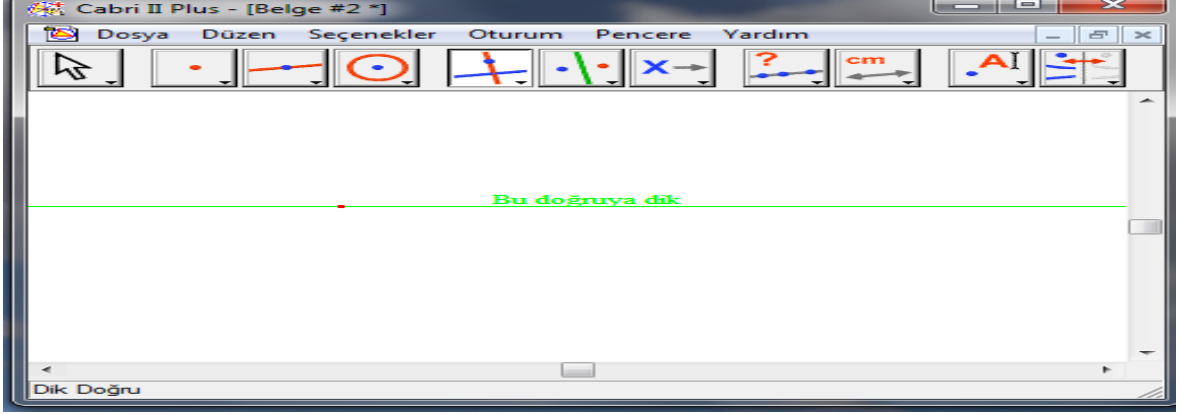 Cabri II Plus - [Belge #2 *]
Dosya Düzen Seçenekler Oturum Pencere Yardım
? cm A
Bu doğruya dik
Dik Doğru